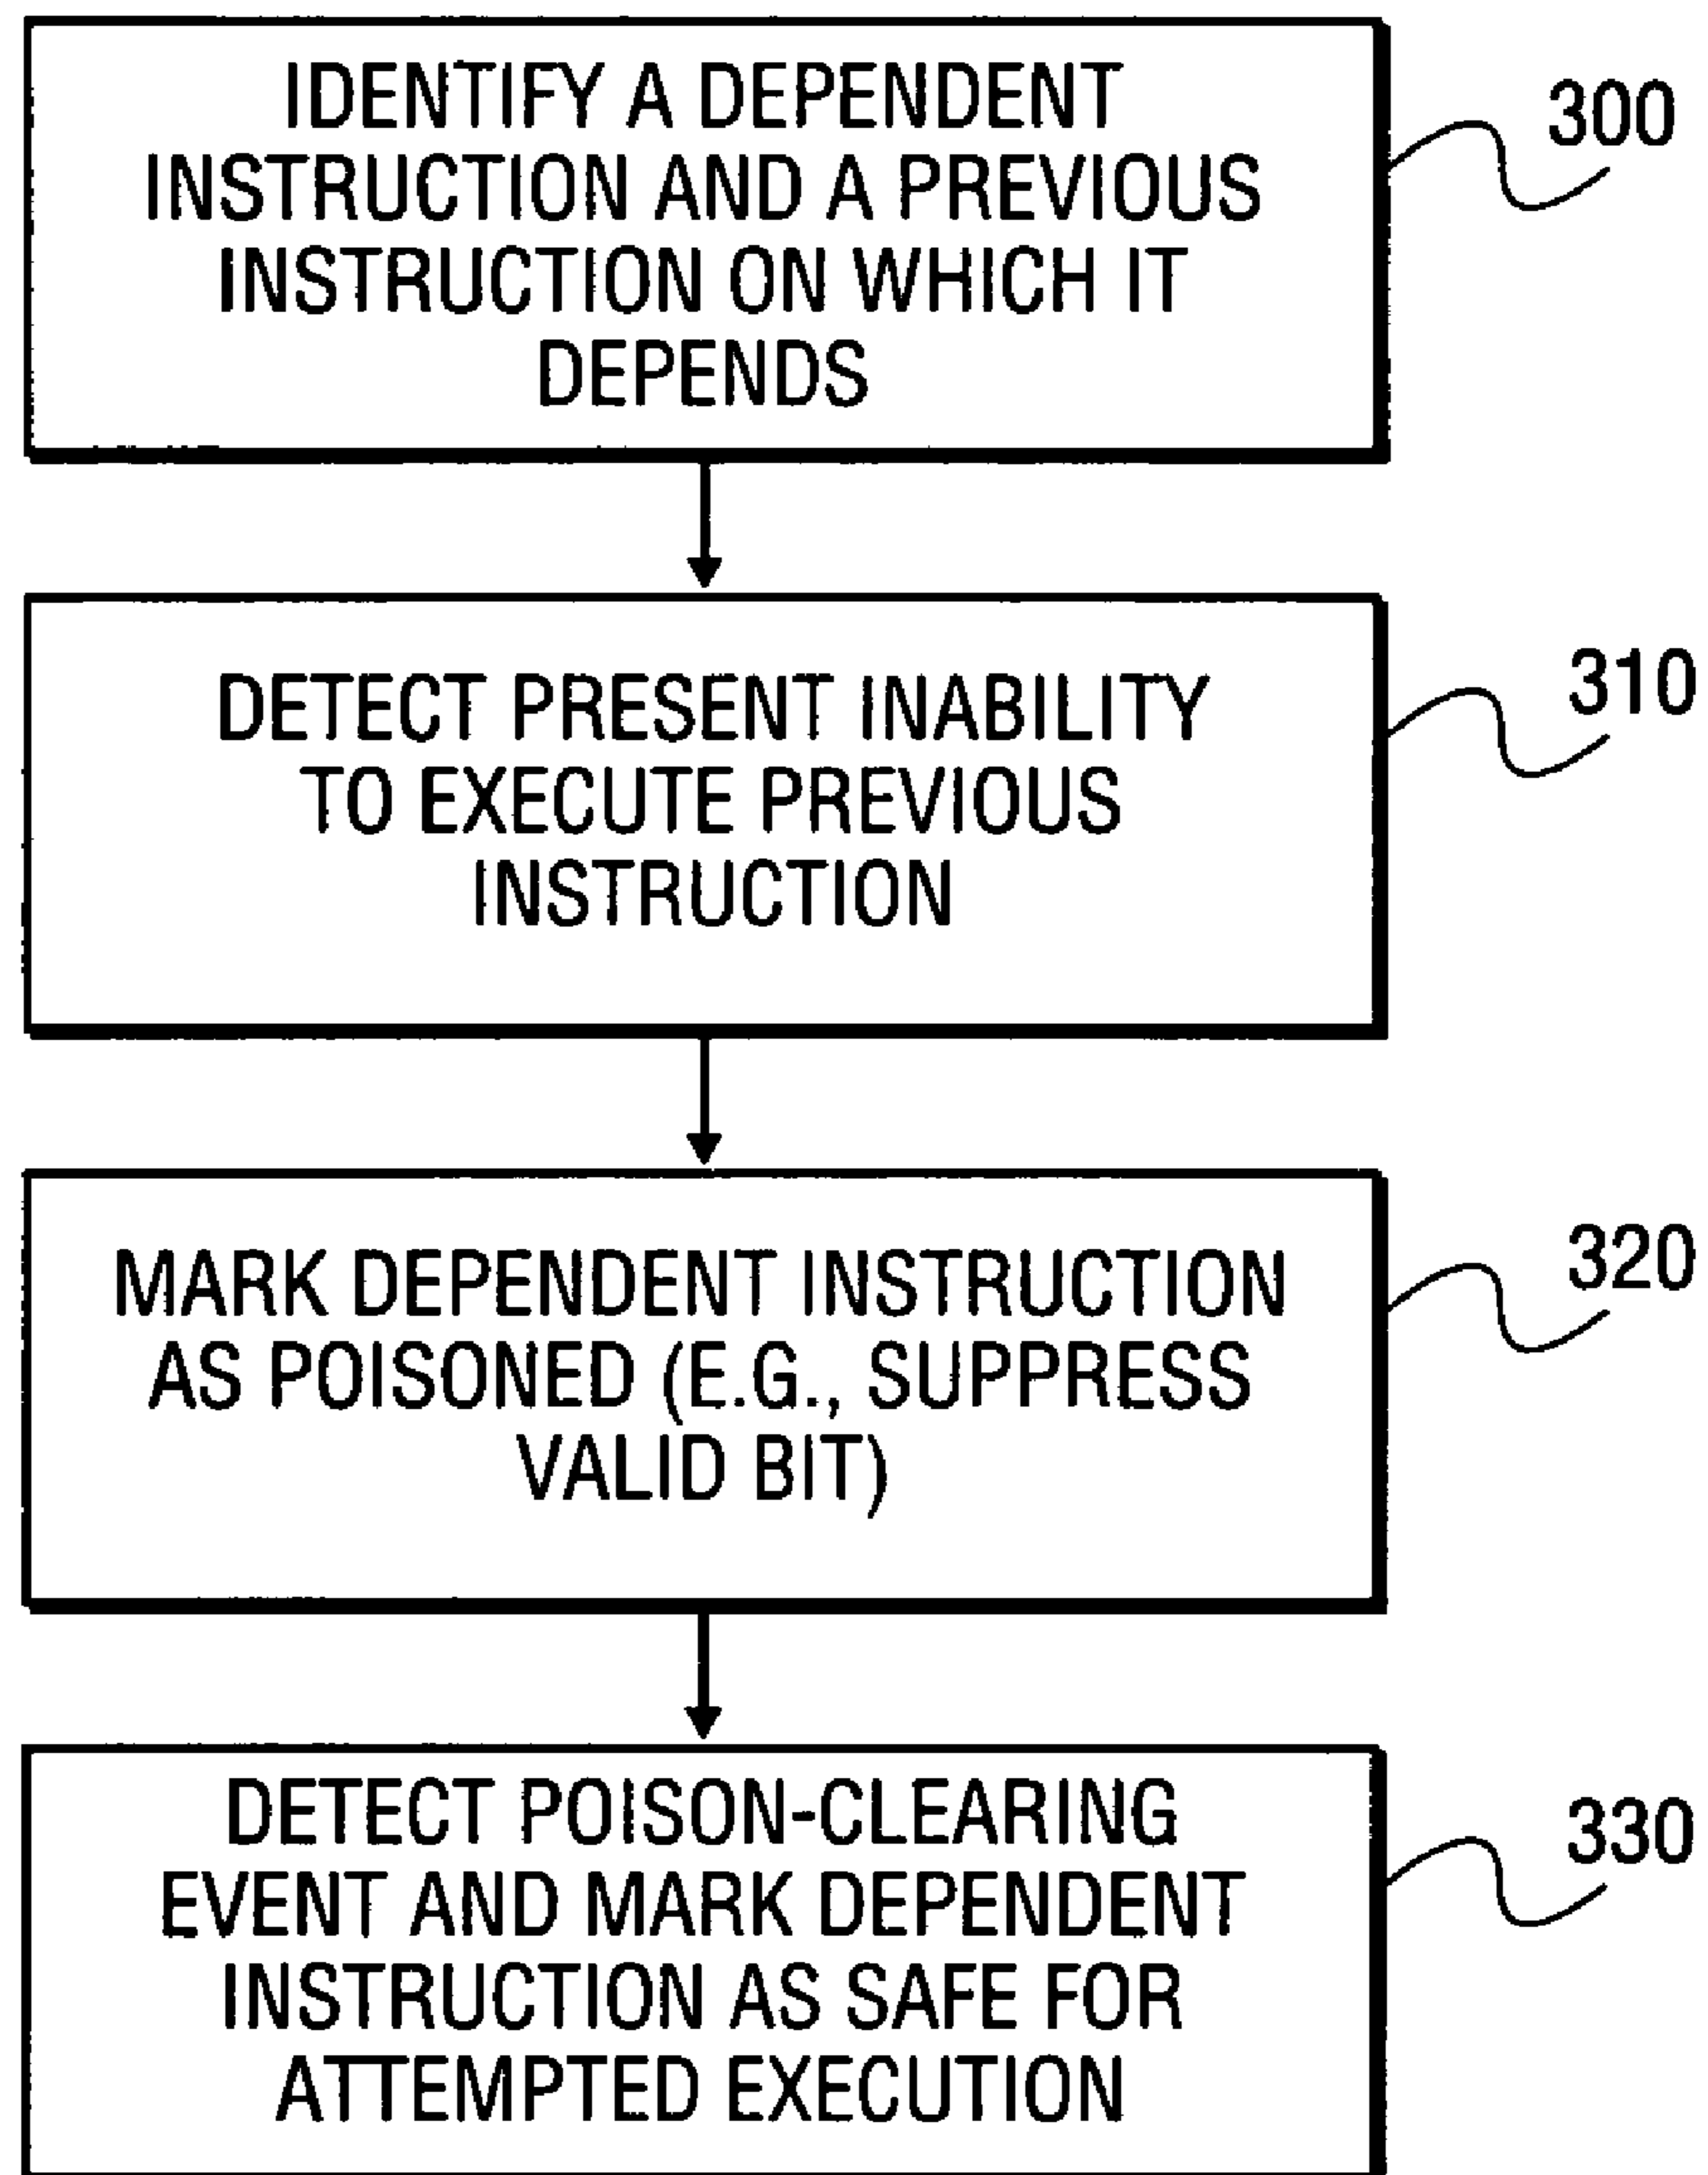 IDENTIFY A DEPENDENT
INSTRUCTION AND A PREVIOUS
INSTRUCTION ON WHICH IT
DEPENDS
300
DETECT PRESENT INABILITY
TO EXECUTE PREVIOUS
INSTRUCTION
310
MARK DEPENDENT INSTRUCTION
AS POISONED (E.G., SUPPRESS
VALID BIT)
320
DETECT POISON-CLEARING
EVENT AND MARK DEPENDENT
INSTRUCTION AS SAFE FOR
ATTEMPTED EXECUTION
330